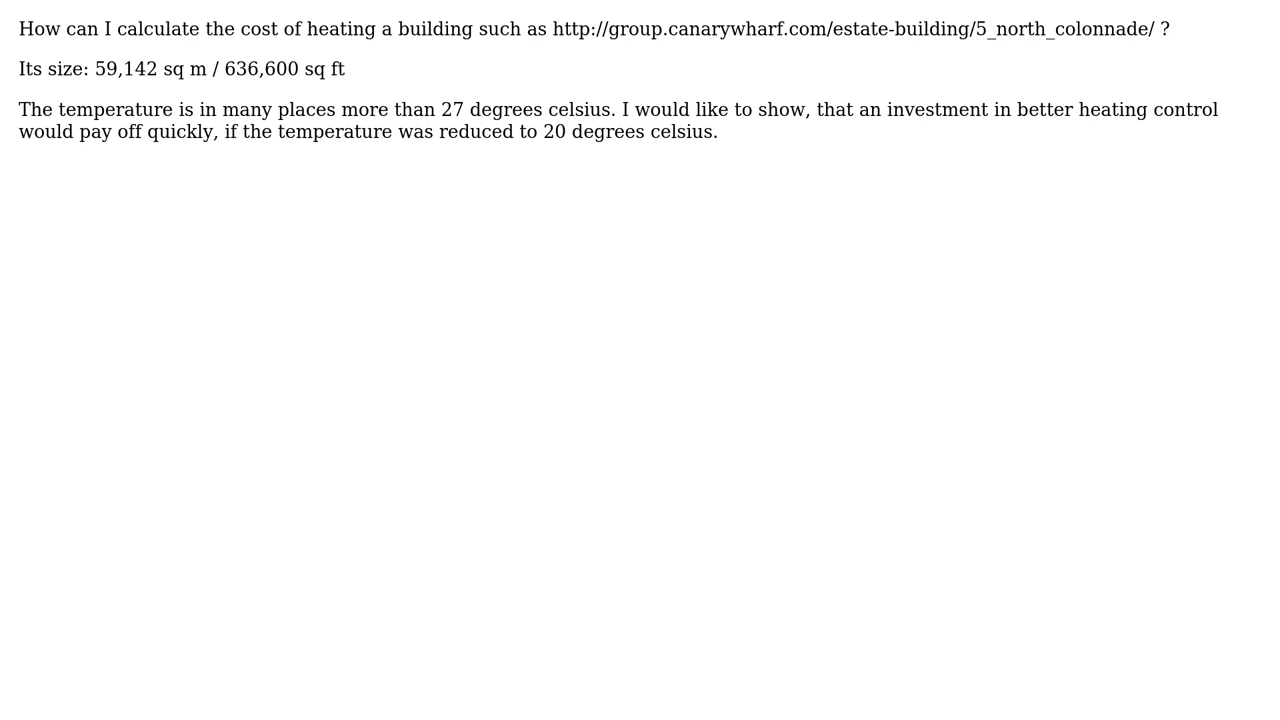 How can I calculate the cost of heating a building such as http://group.canarywharf.com/estate-building/5_north_colonnade/ ?
Its size: 59,142 sq m / 636,600 sq ft
The temperature is in many places more than 27 degrees celsius. I would like to show, that an investment in better heating control
would pay off quickly, if the temperature was reduced to 20 degrees celsius.